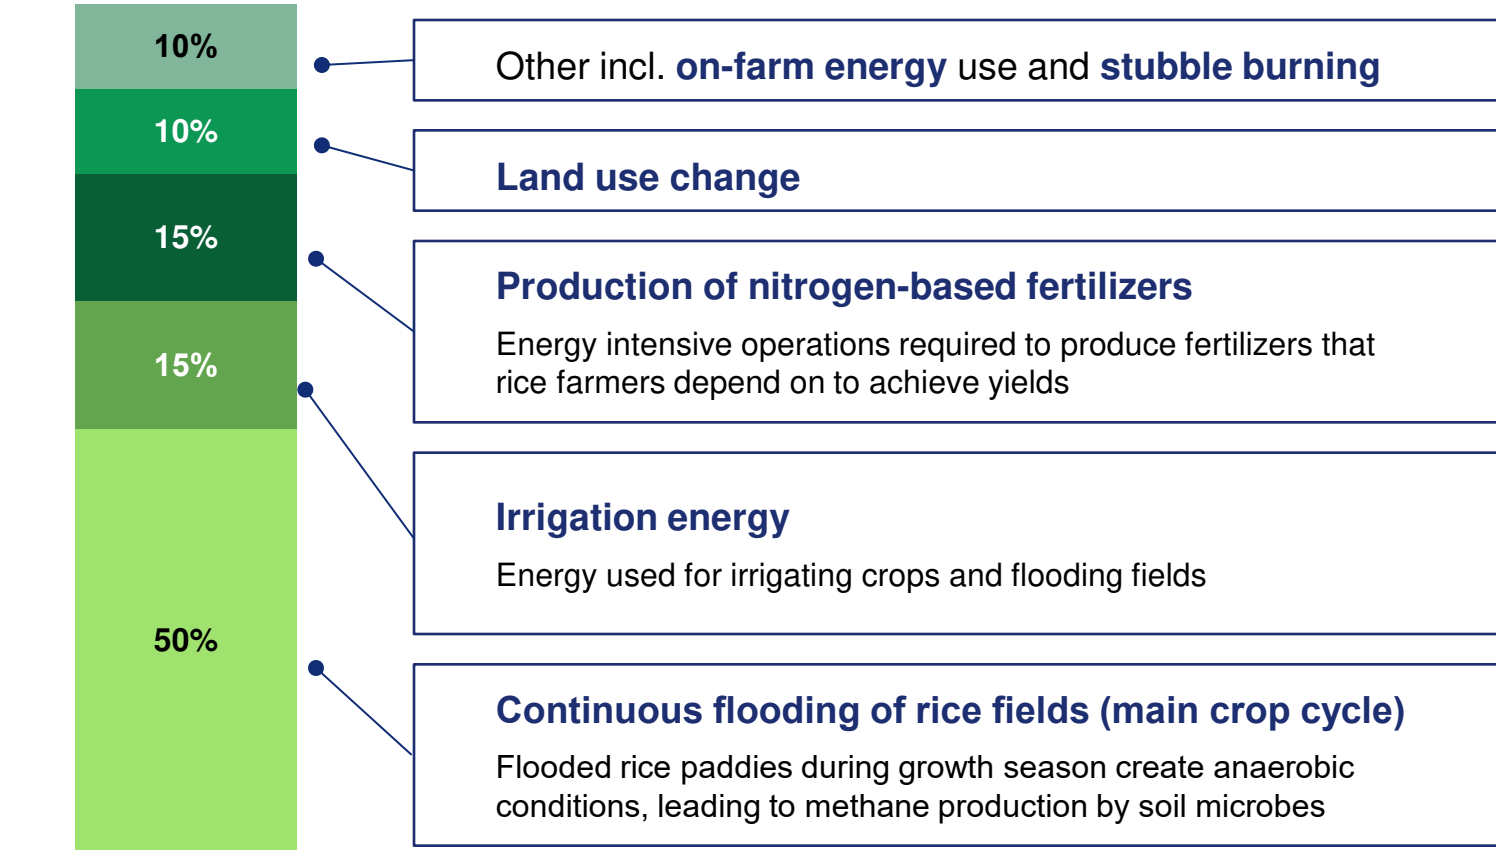 10%
Other incl. on-farm energy use and stubble burning
10%
Land use change
15%
Production of nitrogen-based fertilizers
Energy intensive operations required to produce fertilizers that
rice farmers depend on to achieve yields
15%
Irrigation energy
Energy used for irrigating crops and flooding fields
50%
Continuous flooding of rice fields (main crop cycle)
Flooded rice paddies during growth season create anaerobic
conditions, leading to methane production by soil microbes